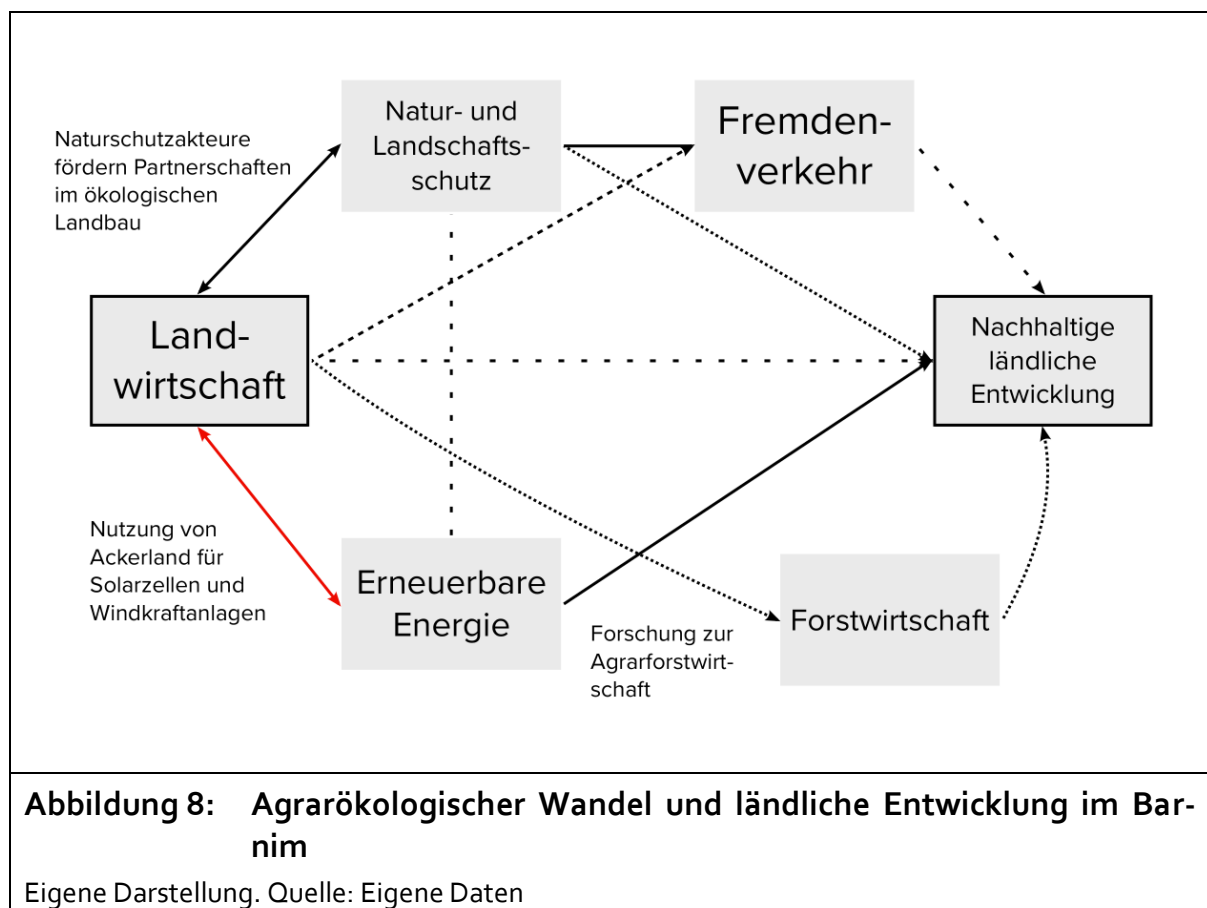 Naturschutzakteure
fördern Partnerschaften
im ökologischen
Landbau
Natur- und
Landschafts-
schutz
Fremden-
verkehr
Land-
wirtschaft
Nachhaltige
ländliche
Entwicklung
Nutzung von
Ackerland für
Solarzellen und
Windkraftanlagen
Erneuerbare
Energie
Forschung zur
Agrarforstwirt-
schaft
Forstwirtschaft
Abbildung 8: Agrarökologischer Wandel und ländliche Entwicklung im Bar-
nim
Eigene Darstellung. Quelle: Eigene Daten